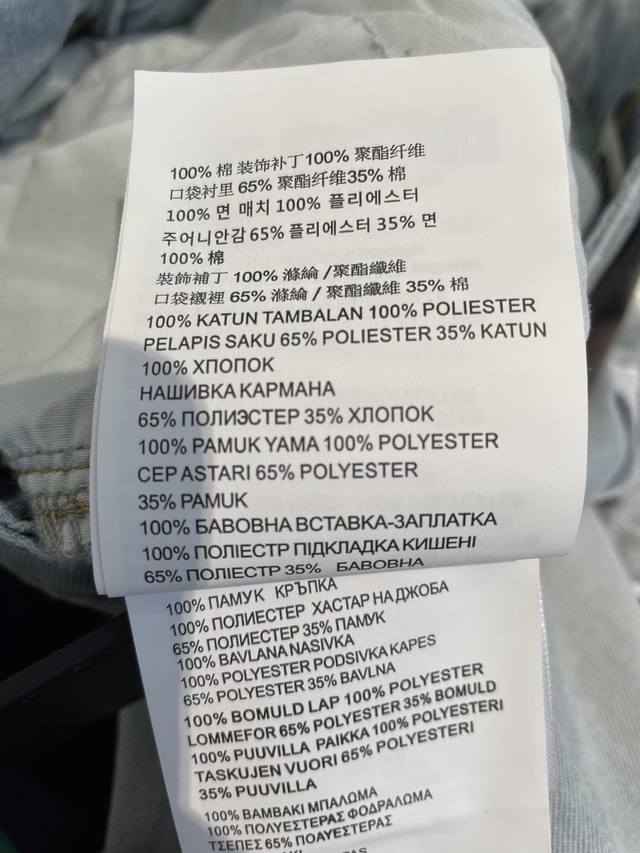 100% 棉 装饰补丁100% 聚酯纤维
口袋衬里 65% 聚酯纤维35% 棉
100% 면 매치 100% 플리에스터
주어니안감 65% 플리에스터 35% 면
100% 棉
裝飾補丁 100% 滌綸 /聚酯纖維
口袋襯裡 65% 滌綸 / 聚酯纖維 35% 棉
100% KATUN TAMBALAN 100% POLIESTER
PELAPIS SAKU 65% POLIESTER 35% KATUN
100% ХПОПОК
НАШИВКА КАРМАНА
65% ПОЛИЭСТЕР 35% ХЛОПОК
100% PAMUK YAMA 100% POLYESTER
CEP ASTARI 65% POLYESTER
35% PAMUK
100% БАВОВНА ВСТАВКА-ЗАПЛАТКА
100% ПОЛІЕСТР ПІДКЛАДКА КИШЕНІ
65% ПОЛІЕСТР 35% БАВОВНА
100% ПАМУК КРЪПКА
100% ПОЛИЕСТЕР ХАСТАР НА ДЖОБА
65% ПОЛИЕСТЕР 35% ПАМУК
100% BAVLANA NASIVKA
100% POLYESTER PODSIVKA KAPES
65% POLYESTER 35% BAVLNA
100% BOMULD LAP 100% POLYESTER
LOMMEFOR 65% POLYESTER 35% BOMULD
100% PUUVILLA PAIKKA 100% POLYESTERI
TASKUJEN VUORI 65% POLYESTERI
35% PUUVILLA
100% BAMBAKI ΜΠΑΛΩΜΑ
100% ΠΟΛΥΕΣΤΕΡΑΣ ΦΟΔΡΑΛΩΜΑ
ΤΣΕΠΕΣ 65% ΠΟΛΥΕΣΤΕΡΑΣ